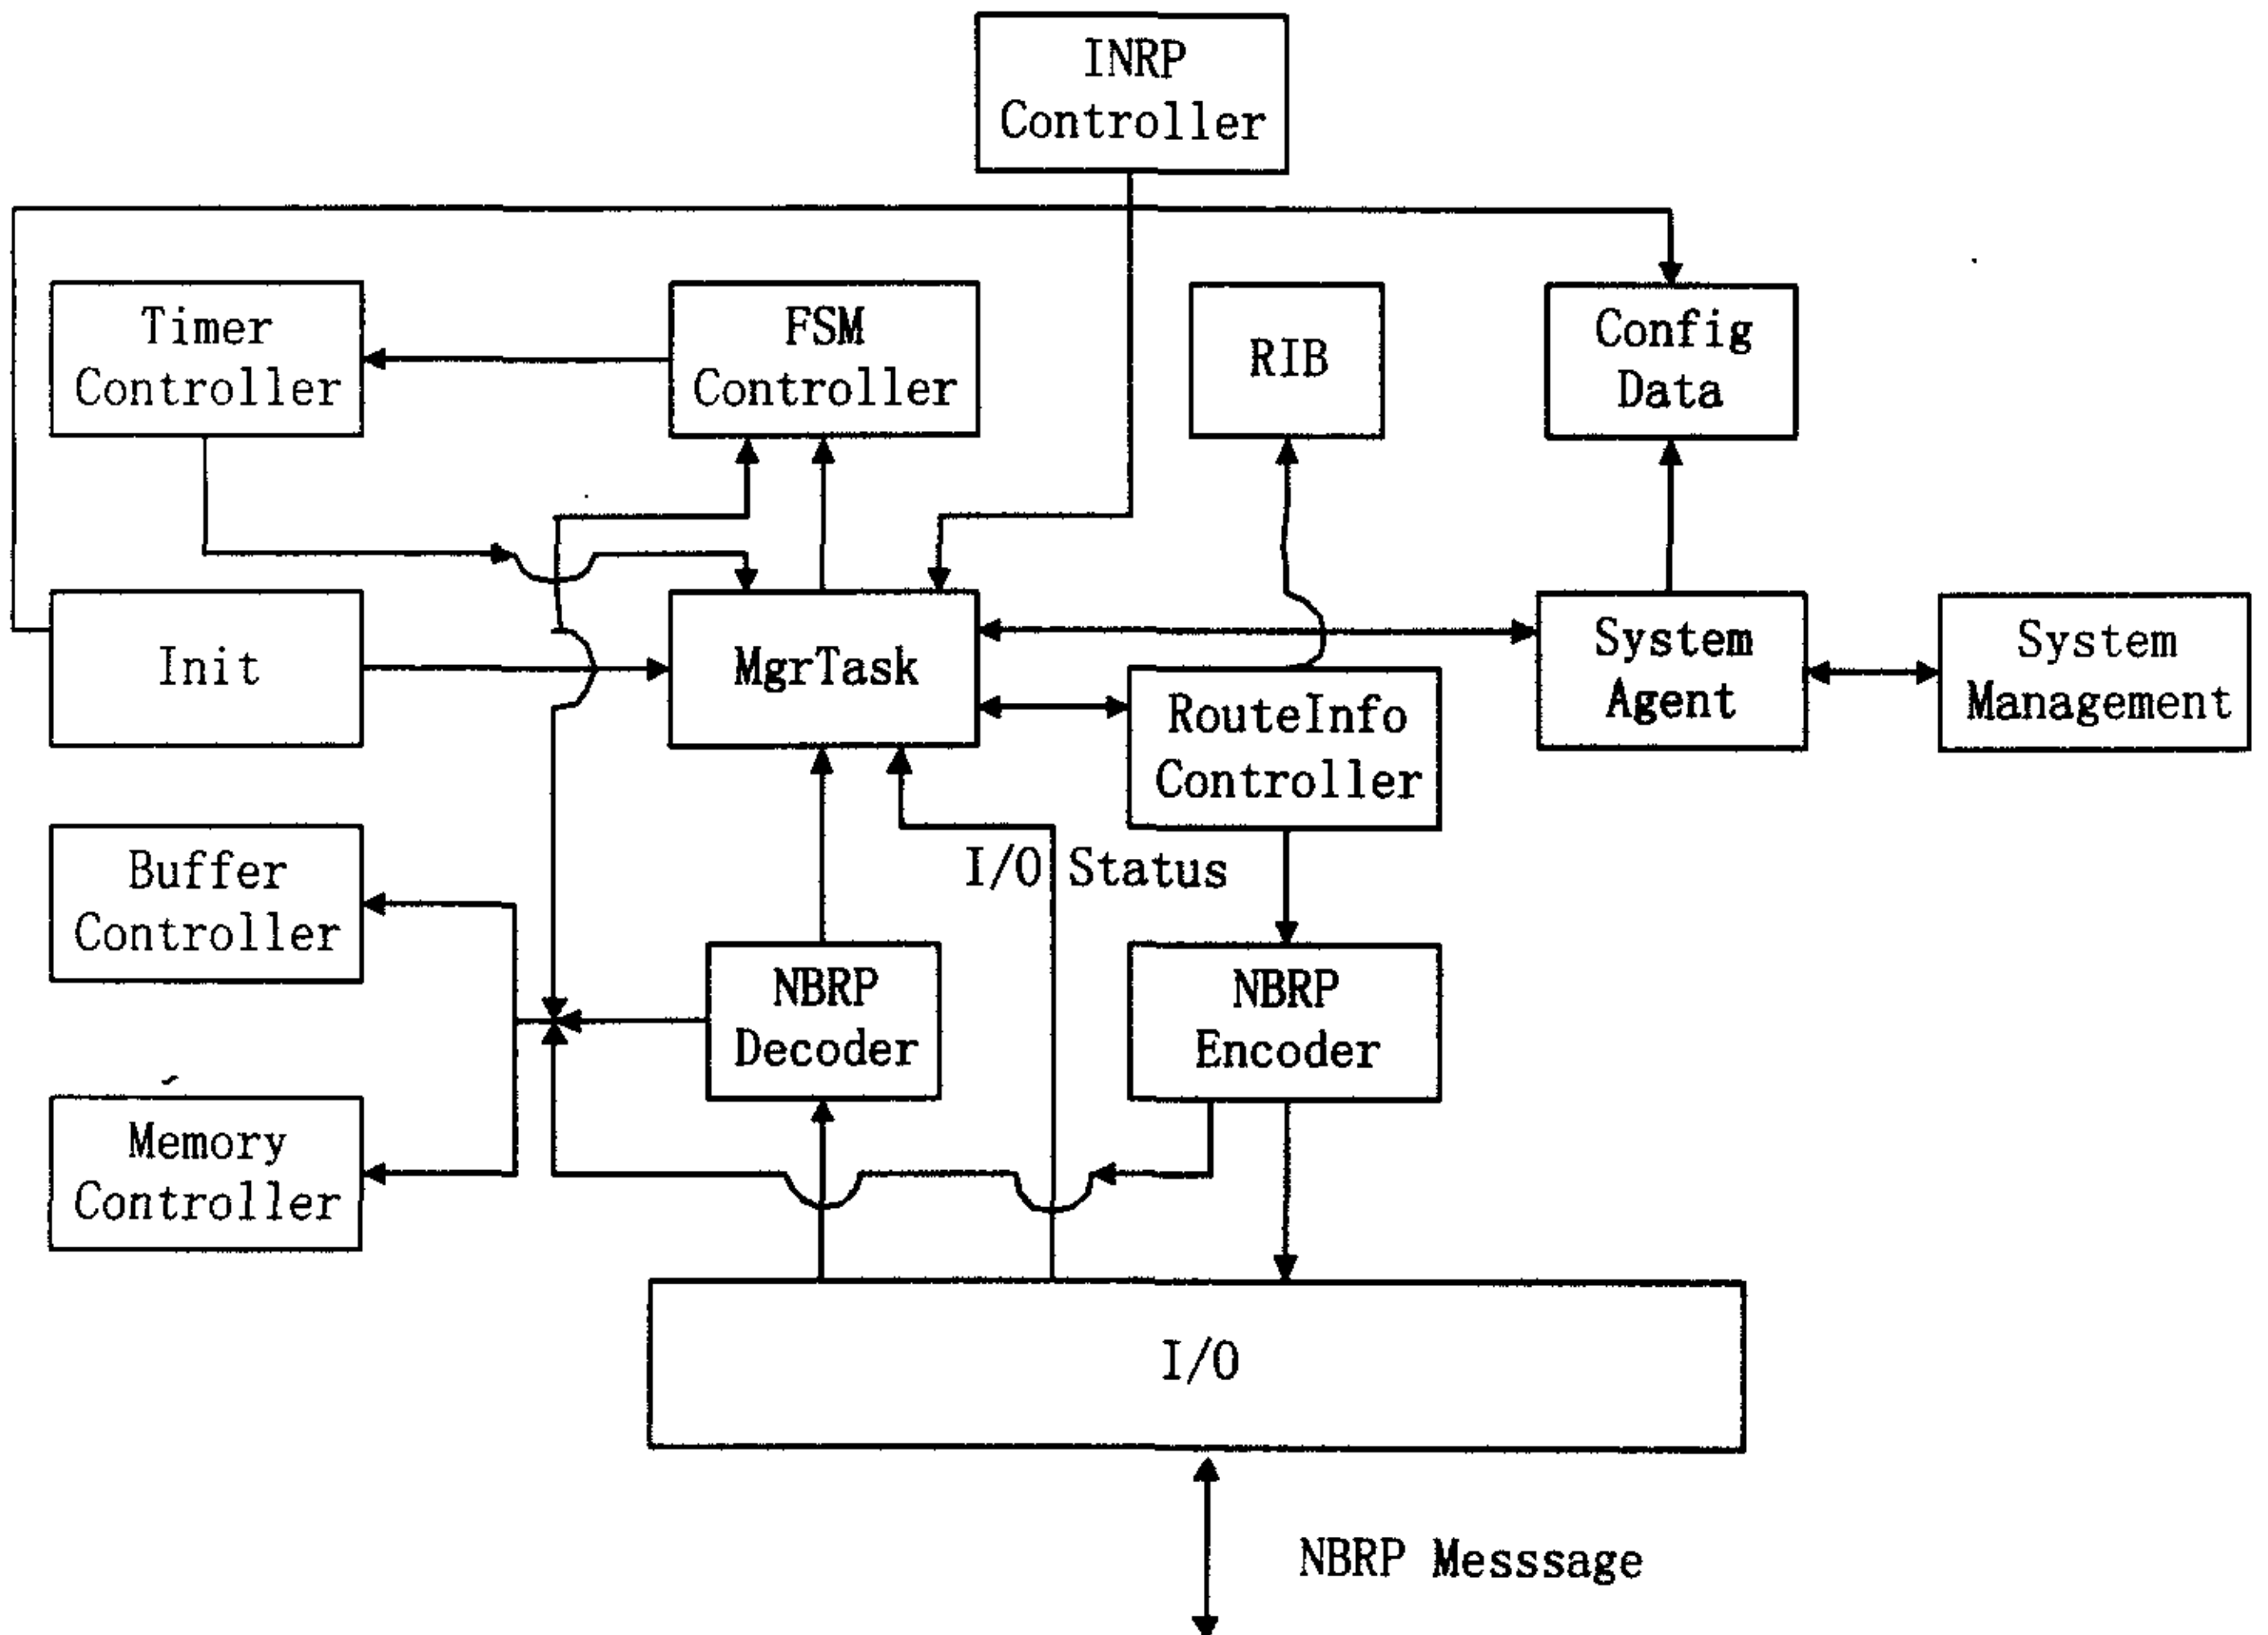 INRP
Controller
Timer
Controller
FSM
Controller
RIB
Config
Data
Init
MgrTask
RouteInfo
Controller
System
Agent
System
Management
Buffer
Controller
I/O Status
NBRP
Decoder
NBRP
Encoder
Memory
Controller
I/O
NBRP Messsage